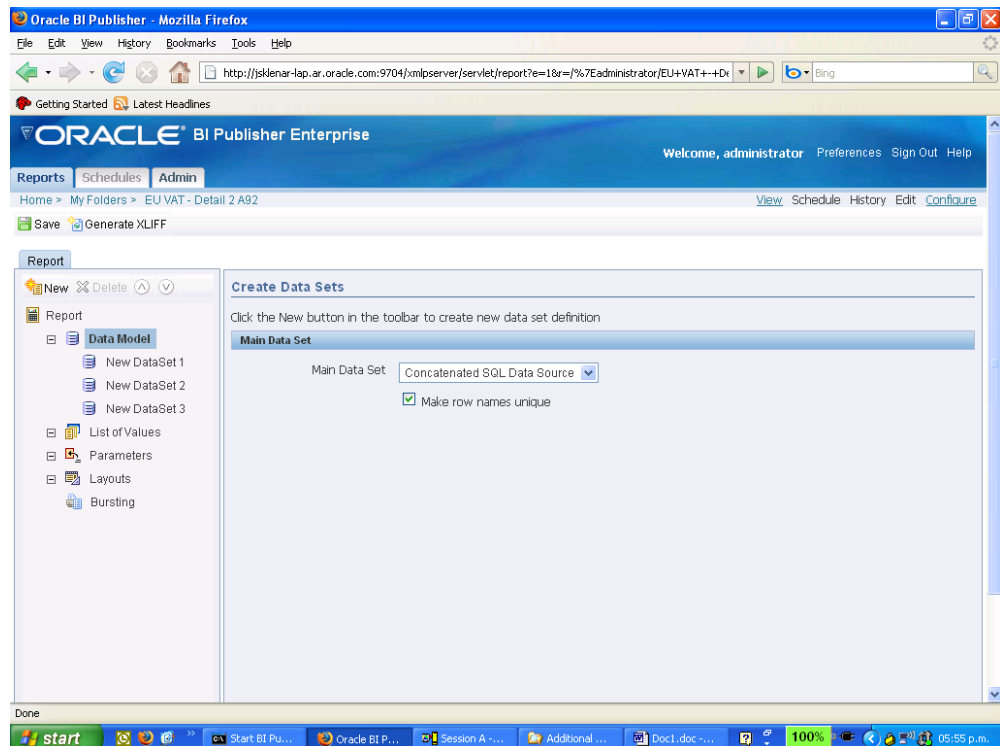 Oracle BI Publisher - Mozilla Firefox
File Edit View History Bookmarks Tools Help
http://jsklenar-lap.ar.oracle.com:9704/xmlpserver/servlet/report?e=1&r=/%7Eadministrator/EU+VAT+-+De
Bing
Getting Started Latest Headlines
ORACLE BI Publisher Enterprise
Welcome, administrator Preferences Sign Out Help
Reports Schedules Admin
Home > My Folders > EU VAT - Detail 2 A92 View Schedule History Edit Configure
Save Generate XLIFF
Report
New Delete
Create Data Sets
Report
Click the New button in the toolbar to create new data set definition
Data Model
Main Data Set
New DataSet 1
Main Data Set Concatenated SQL Data Source
New DataSet 2
Make row names unique
New DataSet 3
List of Values
Parameters
Layouts
Bursting
Done
start Start BI Pu... Oracle BI P... Session A -... Additional ... Doc1.doc -... 100% 05:55 p.m.